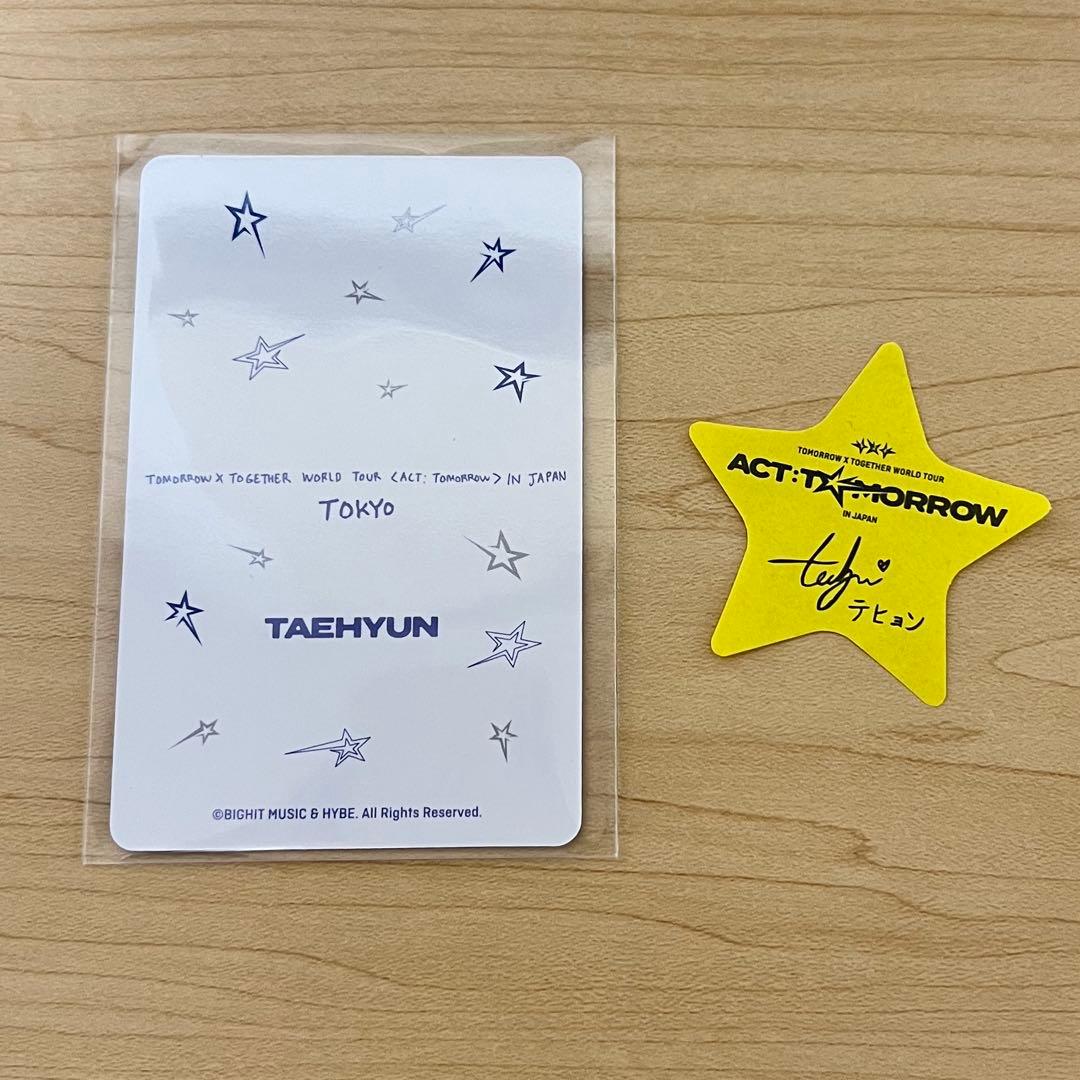 TOMORROW X TOGETHER WORLD TOUR <ACT: TOMORROW> IN JAPAN
TOKYO
TAEHYUN
©BIGHIT MUSIC & HYBE. All Rights Reserved.
TOMORROW X TOGETHER WORLD TOUR
ACT:TOMORROW
IN JAPAN
テヒョン